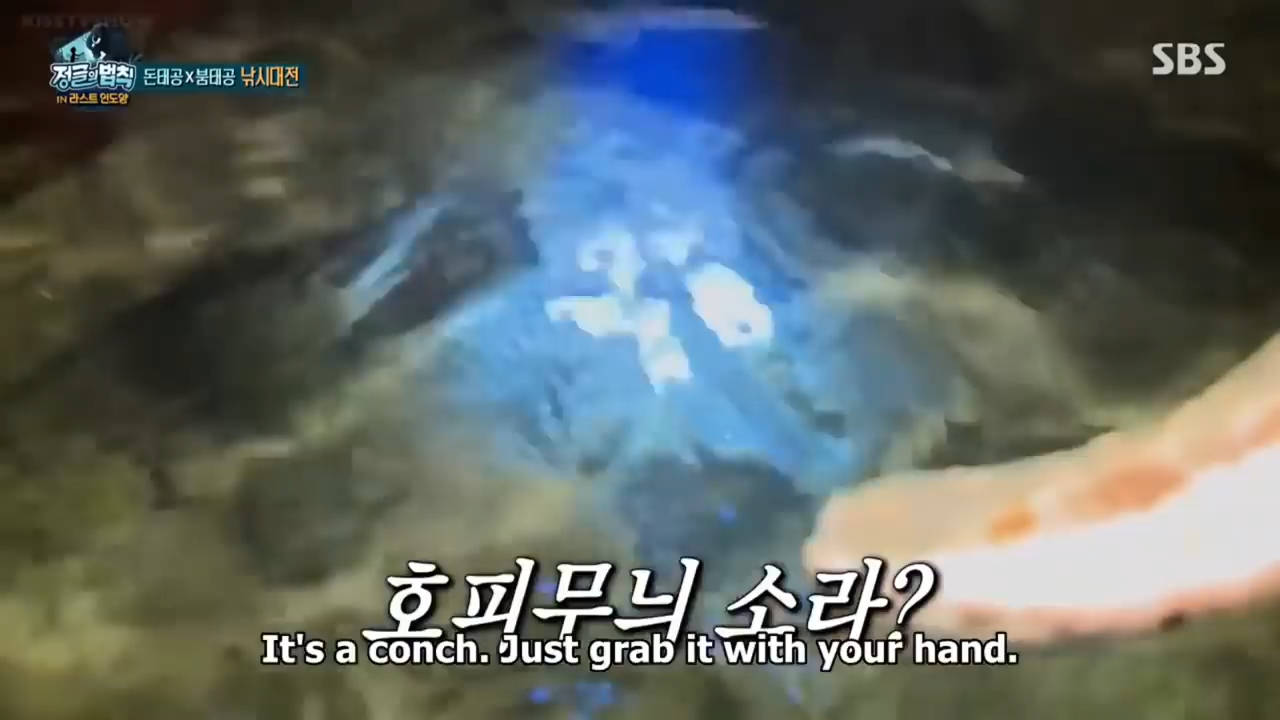 KISSTVSHOW
정글의 법칙
IN 라스트 인도양
돈태공x붐태공 낚시대전
SBS
호피무늬 소라?
It's a conch. Just grab it with your hand.